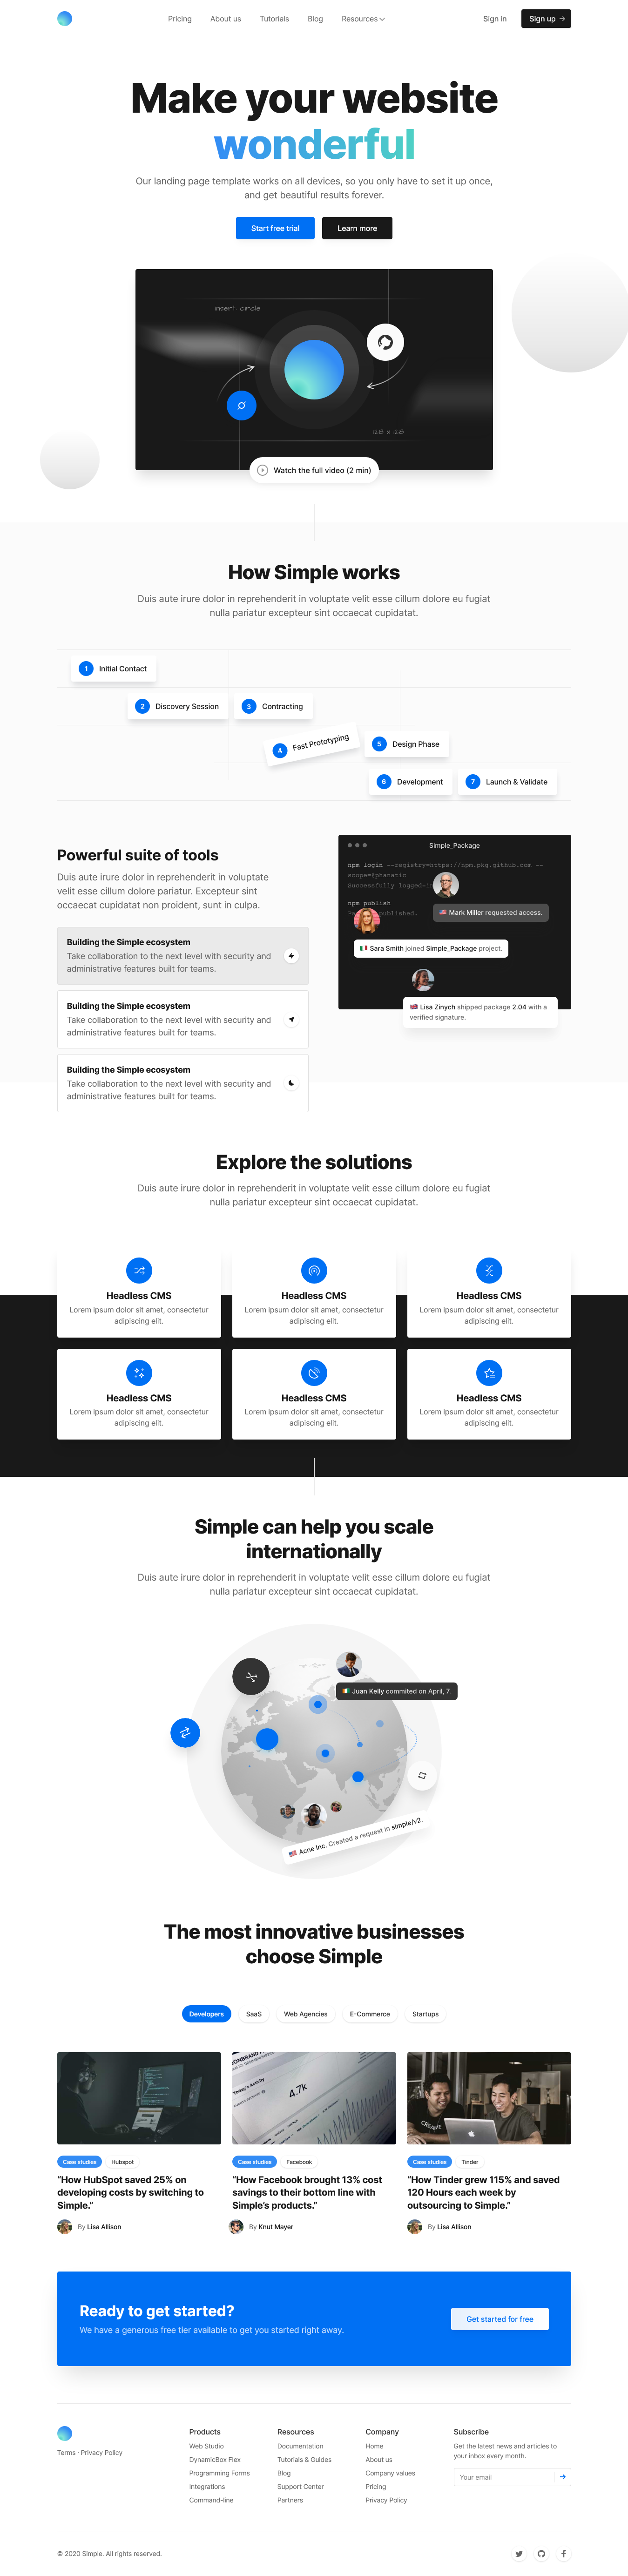 Pricing About us Tutorials Blog Resources Sign in Sign up
Make your website
wonderful
Our landing page template works on all devices, so you only have to set it up once,
and get beautiful results forever.
Start free trial Learn more
insert: circle
98 x 98
Watch the full video (2 min)
How Simple works
Duis aute irure dolor in reprehenderit in voluptate velit esse cillum dolore eu fugiat
nulla pariatur excepteur sint occaecat cupidatat.
1 Initial Contact
2 Discovery Session 3 Contracting
4 Fast Prototyping 5 Design Phase
6 Development 7 Launch & Validate
Powerful suite of tools
Duis aute irure dolor in reprehenderit in voluptate
velit esse cillum dolore pariatur. Excepteur sint
occaecat cupidatat non proident, sunt in culpa.
Building the Simple ecosystem
Take collaboration to the next level with security and
administrative features built for teams.
Building the Simple ecosystem
Take collaboration to the next level with security and
administrative features built for teams.
Building the Simple ecosystem
Take collaboration to the next level with security and
administrative features built for teams.
Simple_Package
npm login --registry=https://npm.pkg.github.com --
scope=@phanatic
Successfully logged-in
npm publish
published.
Mark Miller requested access.
Sara Smith joined Simple_Package project.
Lisa Zinych shipped package 2.04 with a
verified signature.
Explore the solutions
Duis aute irure dolor in reprehenderit in voluptate velit esse cillum dolore eu fugiat
nulla pariatur excepteur sint occaecat cupidatat.
Headless CMS Headless CMS Headless CMS
Lorem ipsum dolor sit amet, consectetur Lorem ipsum dolor sit amet, consectetur Lorem ipsum dolor sit amet, consectetur
adipiscing elit. adipiscing elit. adipiscing elit.
Headless CMS Headless CMS Headless CMS
Lorem ipsum dolor sit amet, consectetur Lorem ipsum dolor sit amet, consectetur Lorem ipsum dolor sit amet, consectetur
adipiscing elit. adipiscing elit. adipiscing elit.
Simple can help you scale
internationally
Duis aute irure dolor in reprehenderit in voluptate velit esse cillum dolore eu fugiat
nulla pariatur excepteur sint occaecat cupidatat.
Juan Kelly commited on April, 7.
Acne Inc. Created a request in simple/v2.
The most innovative businesses
choose Simple
Developers SaaS Web Agencies E-Commerce Startups
Today's Activity
4.7k
CREATE
Case studies Hubspot
“How HubSpot saved 25% on
developing costs by switching to
Simple.”
By Lisa Allison
Case studies Facebook
“How Facebook brought 13% cost
savings to their bottom line with
Simple's products.”
By Knut Mayer
Case studies Tinder
“How Tinder grew 115% and saved
120 Hours each week by
outsourcing to Simple.”
By Lisa Allison
Ready to get started?
We have a generous free tier available to get you started right away.
Get started for free
Terms · Privacy Policy
Products
Web Studio
DynamicBox Flex
Programming Forms
Integrations
Command-line
Resources
Documentation
Tutorials & Guides
Blog
Support Center
Partners
Company
Home
About us
Company values
Pricing
Privacy Policy
Subscribe
Get the latest news and articles to
your inbox every month.
Your email
© 2020 Simple. All rights reserved.